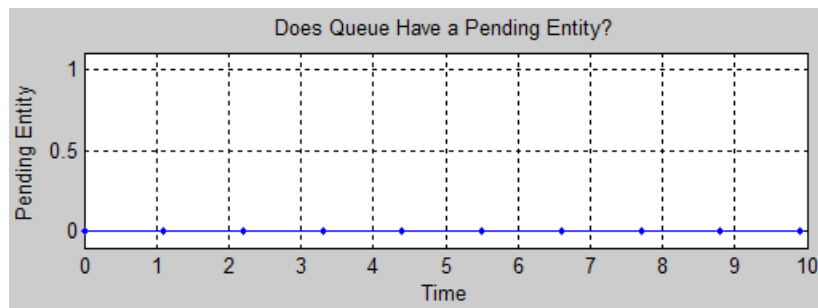 Does Queue Have a Pending Entity?
Pending Entity
1
0.5
0
0 1 2 3 4 5 6 7 8 9 10
Time